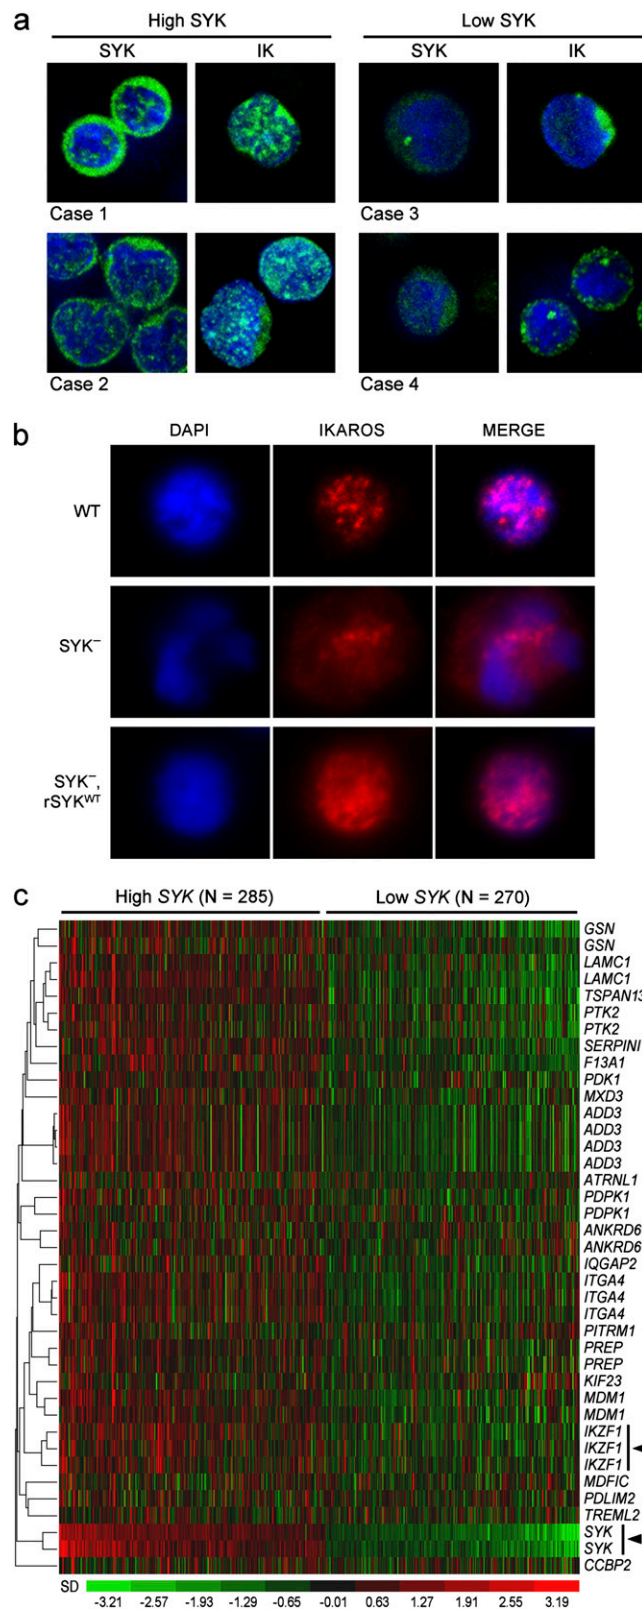 a
High SYK Low SYK
SYK IK SYK IK
Case 1 Case 3
Case 2 Case 4
b
DAPI IKAROS MERGE
WT
SYK⁻
SYK⁻,
rSYKᵂᵀ
c
High SYK (N = 285) Low SYK (N = 270)
GSN
GSN
LAMC1
LAMC1
TSPAN13
PTK2
PTK2
SERPINI
F13A1
PDK1
MXD3
ADD3
ADD3
ADD3
ADD3
ATRNL1
PDPK1
PDPK1
ANKRD6
ANKRD6
IQGAP2
ITGA4
ITGA4
ITGA4
PITRM1
PREP
PREP
KIF23
MDM1
MDM1
IKZF1
IKZF1
IKZF1
MDFIC
PDLIM2
TREML2
SYK
SYK
CCBP2
SD
-3.21 -2.57 -1.93 -1.29 -0.65 -0.01 0.63 1.27 1.91 2.55 3.19